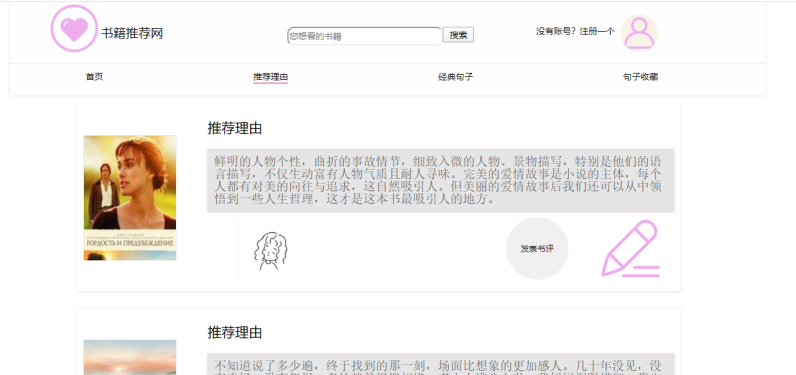 书籍推荐网
您想看的书籍
搜索
没有账号？注册一个
首页
推荐理由
经典句子
句子收藏
推荐理由
鲜明的人物个性，曲折的事故情节，细致入微的人物、景物描写，特别是他们的语
言描写，不仅生动富有人物气质且耐人寻味。完美的爱情故事是小说的主体，每个
人都有对美的向往与追求，这自然吸引人。但美丽的爱情故事后我们还可以从中领
悟到一些人生哲理，这才是这本书最吸引人的地方。
ГОРДОСТЬ И ПРЕДУБЕЖДЕНИЕ
发表书评
推荐理由
不知道说了多少遍，终于找到的那一刻，场面比想象的更加感人。几十年没见，没